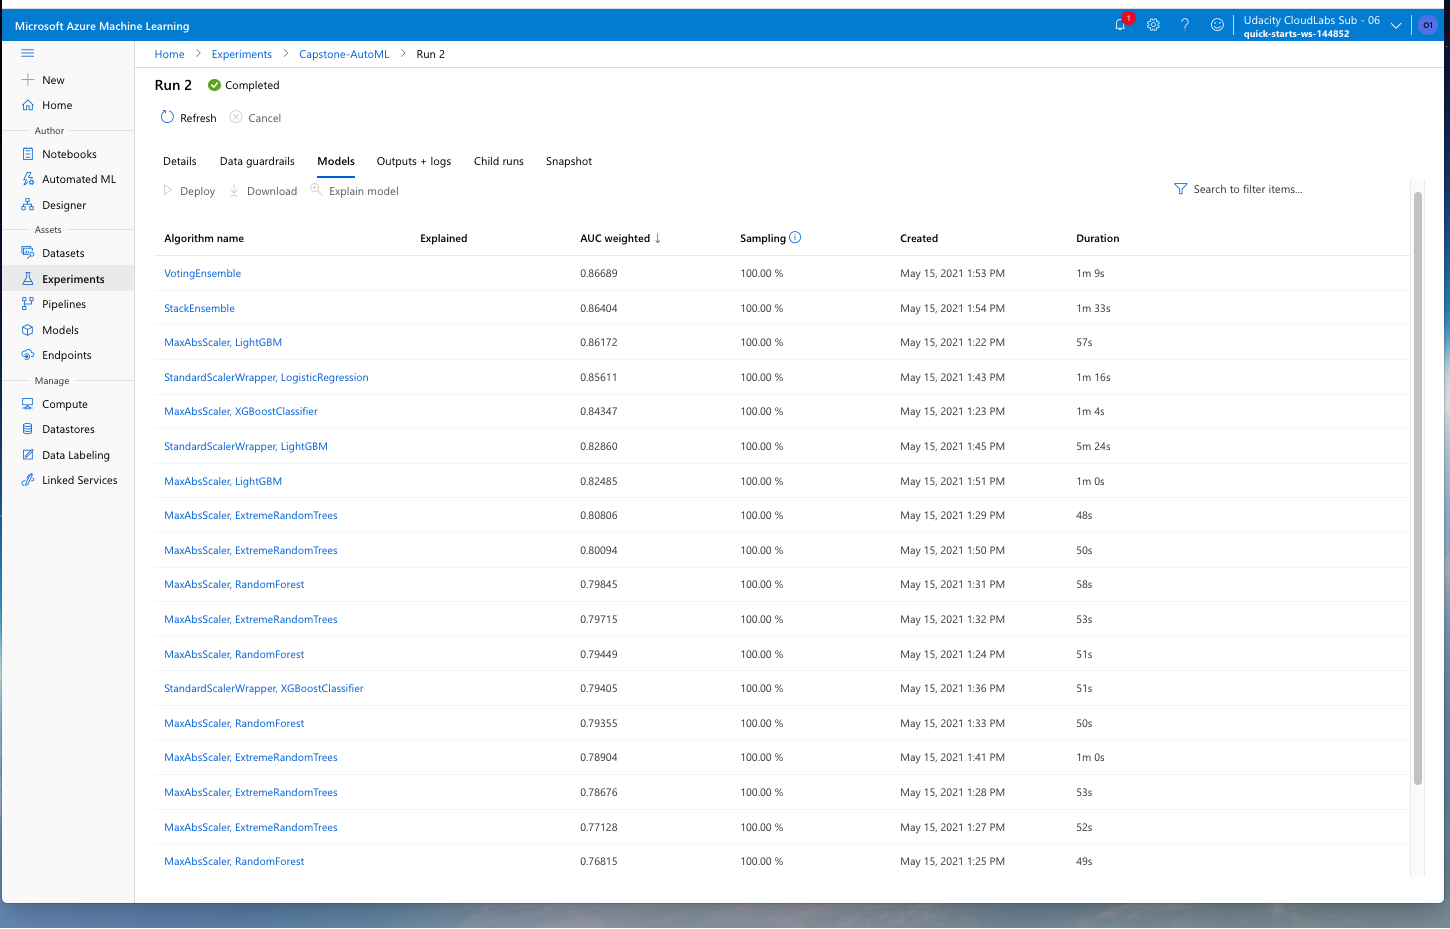 Microsoft Azure Machine Learning
1
?
Udacity CloudLabs Sub - 06
quick-starts-ws-144852
O1
Home > Experiments > Capstone-AutoML > Run 2
New
Home
Author
Notebooks
Automated ML
Designer
Assets
Datasets
Experiments
Pipelines
Models
Endpoints
Manage
Compute
Datastores
Data Labeling
Linked Services
Run 2 Completed
Refresh Cancel
Details Data guardrails Models Outputs + logs Child runs Snapshot
Deploy Download Explain model Search to filter items...
Algorithm name Explained AUC weighted ↓ Sampling Created Duration
VotingEnsemble 0.86689 100.00 % May 15, 2021 1:53 PM 1m 9s
StackEnsemble 0.86404 100.00 % May 15, 2021 1:54 PM 1m 33s
MaxAbsScaler, LightGBM 0.86172 100.00 % May 15, 2021 1:22 PM 57s
StandardScalerWrapper, LogisticRegression 0.85611 100.00 % May 15, 2021 1:43 PM 1m 16s
MaxAbsScaler, XGBoostClassifier 0.84347 100.00 % May 15, 2021 1:23 PM 1m 4s
StandardScalerWrapper, LightGBM 0.82860 100.00 % May 15, 2021 1:45 PM 5m 24s
MaxAbsScaler, LightGBM 0.82485 100.00 % May 15, 2021 1:51 PM 1m 0s
MaxAbsScaler, ExtremeRandomTrees 0.80806 100.00 % May 15, 2021 1:29 PM 48s
MaxAbsScaler, ExtremeRandomTrees 0.80094 100.00 % May 15, 2021 1:50 PM 50s
MaxAbsScaler, RandomForest 0.79845 100.00 % May 15, 2021 1:31 PM 58s
MaxAbsScaler, ExtremeRandomTrees 0.79715 100.00 % May 15, 2021 1:32 PM 53s
MaxAbsScaler, RandomForest 0.79449 100.00 % May 15, 2021 1:24 PM 51s
StandardScalerWrapper, XGBoostClassifier 0.79405 100.00 % May 15, 2021 1:36 PM 51s
MaxAbsScaler, RandomForest 0.79355 100.00 % May 15, 2021 1:33 PM 50s
MaxAbsScaler, ExtremeRandomTrees 0.78904 100.00 % May 15, 2021 1:41 PM 1m 0s
MaxAbsScaler, ExtremeRandomTrees 0.78676 100.00 % May 15, 2021 1:28 PM 53s
MaxAbsScaler, ExtremeRandomTrees 0.77128 100.00 % May 15, 2021 1:27 PM 52s
MaxAbsScaler, RandomForest 0.76815 100.00 % May 15, 2021 1:25 PM 49s